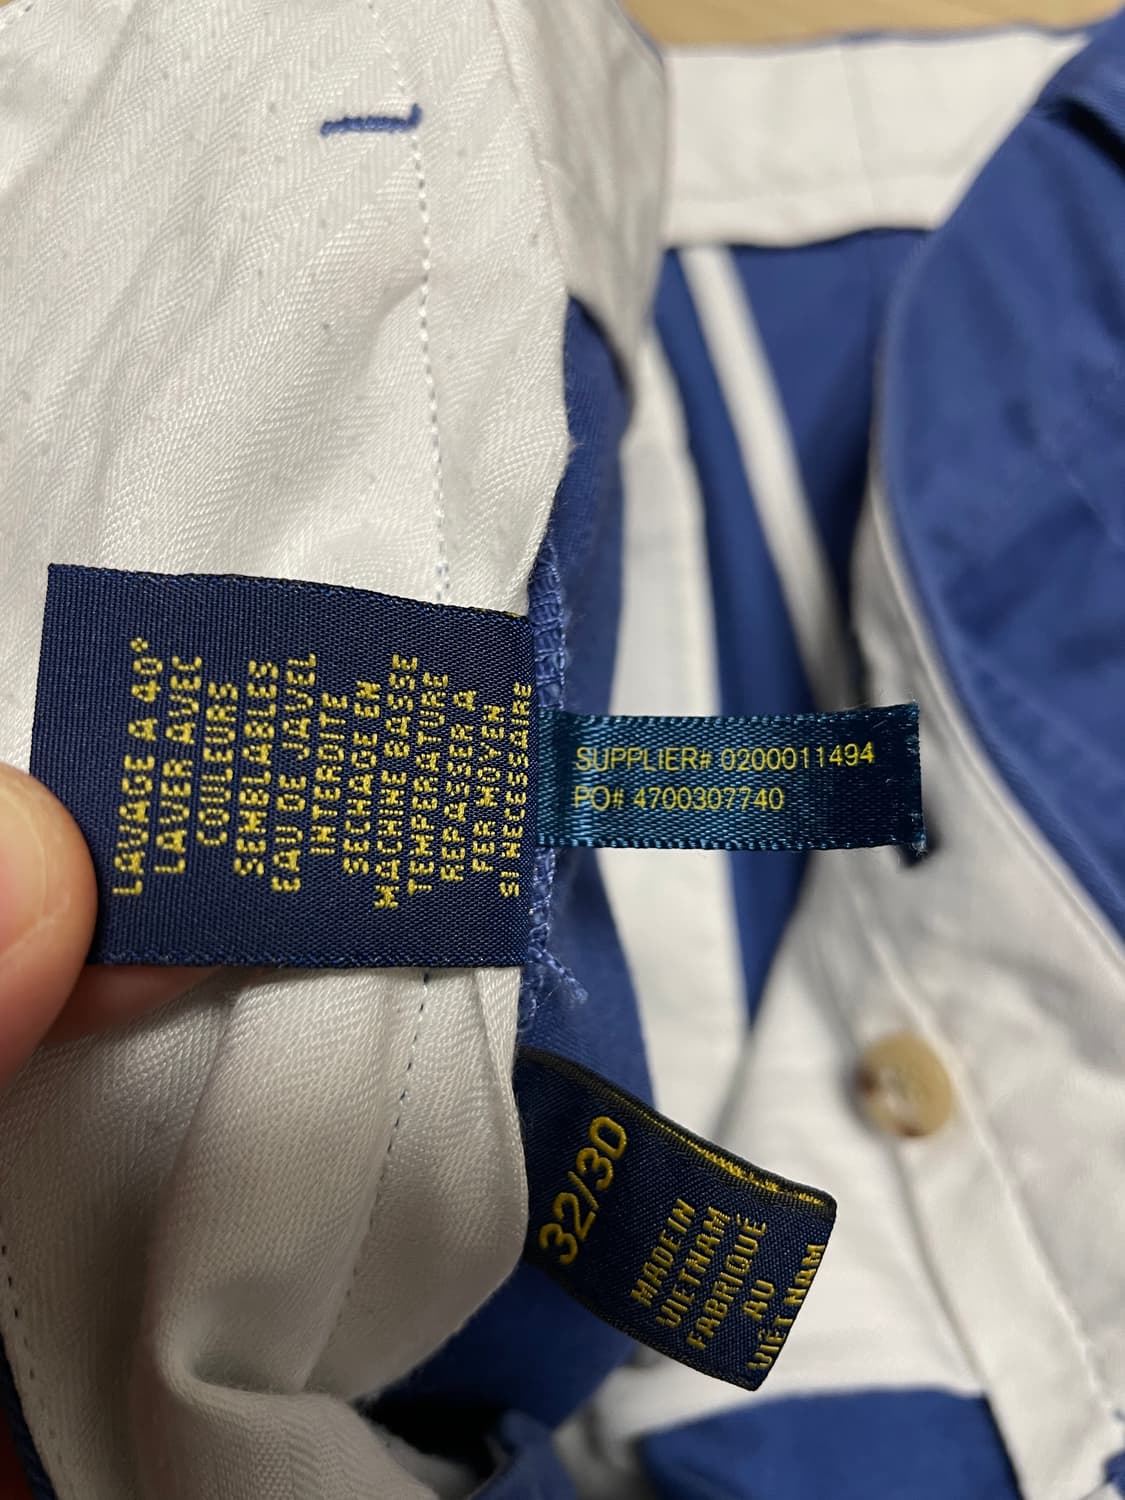 LAVAGE A 40°
LAVER AVEC
COULEURS
SEMBLABLES
EAU DE JAVEL
INTERDITE
SECHAGE EN
MACHINE BASSE
TEMPERATURE
REPASSER A
FER MOYEN
SI NECESSAIRE
SUPPLIER# 0200011494
PO# 4700307740
32/30
MADE IN
VIETNAM
FABRIQUÉ
AU
VIÊT NAM